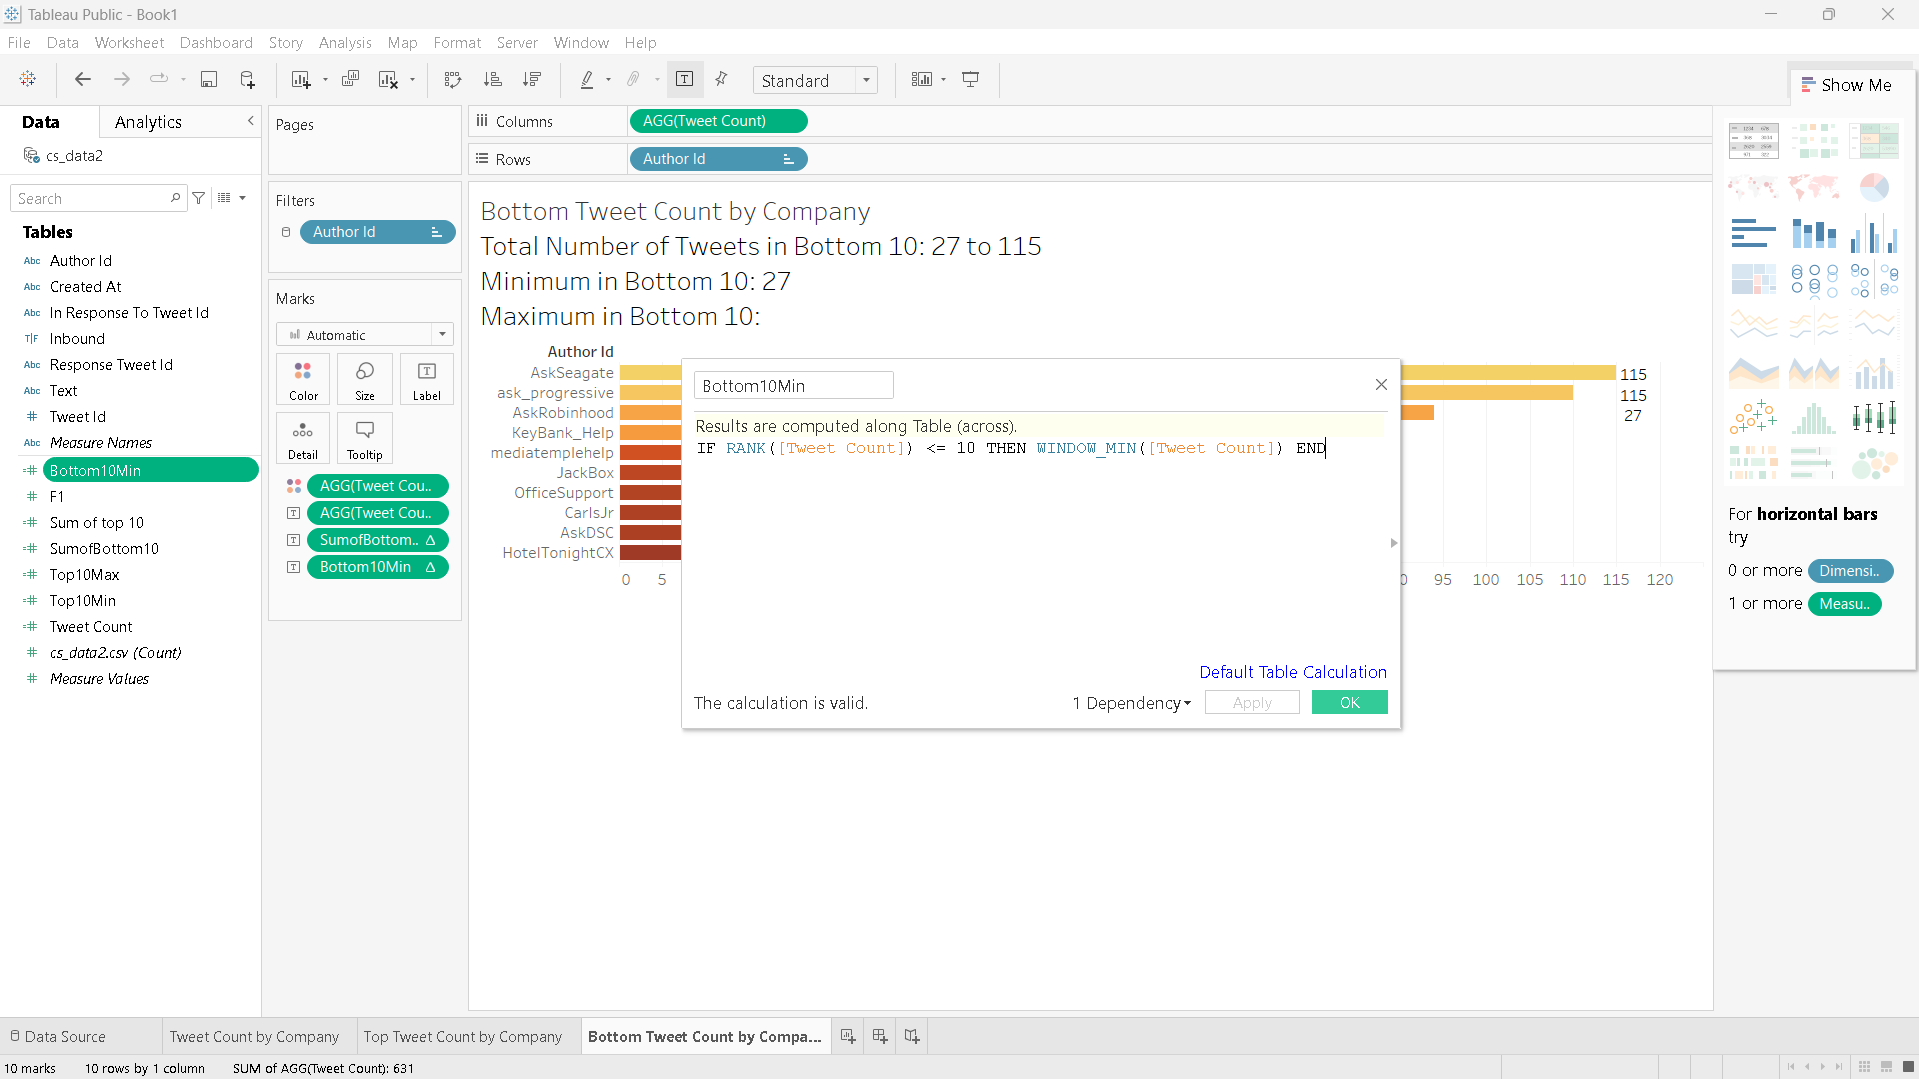 Tableau Public - Book1
File Data Worksheet Dashboard Story Analysis Map Format Server Window Help
Standard
Show Me
Data Analytics
cs_data2
Search
Tables
Abc Author Id
Abc Created At
Abc In Response To Tweet Id
T|F Inbound
Abc Response Tweet Id
Abc Text
# Tweet Id
Abc Measure Names
=# Bottom10Min
=# F1
=# Sum of top 10
=# SumofBottom10
=# Top10Max
=# Top10Min
=# Tweet Count
# cs_data2.csv (Count)
# Measure Values
Pages
Filters
Author Id
Marks
Automatic
Color Size Label
Detail Tooltip
AGG(Tweet Cou..
AGG(Tweet Cou..
SumofBottom.. Δ
Bottom10Min Δ
Columns AGG(Tweet Count)
Rows Author Id
Bottom Tweet Count by Company
Total Number of Tweets in Bottom 10: 27 to 115
Minimum in Bottom 10: 27
Maximum in Bottom 10:
Author Id
AskSeagate
ask_progressive
AskRobinhood
KeyBank_Help
mediatemplehelp
JackBox
OfficeSupport
CarlsJr
AskDSC
HotelTonightCX
115
115
27
0 5
0 95 100 105 110 115 120
Bottom10Min
Results are computed along Table (across).
IF RANK([Tweet Count]) <= 10 THEN WINDOW_MIN([Tweet Count]) END
Default Table Calculation
The calculation is valid. 1 Dependency Apply OK
For horizontal bars
try
0 or more Dimensi..
1 or more Measu..
Data Source Tweet Count by Company Top Tweet Count by Company Bottom Tweet Count by Compa...
10 marks 10 rows by 1 column SUM of AGG(Tweet Count): 631